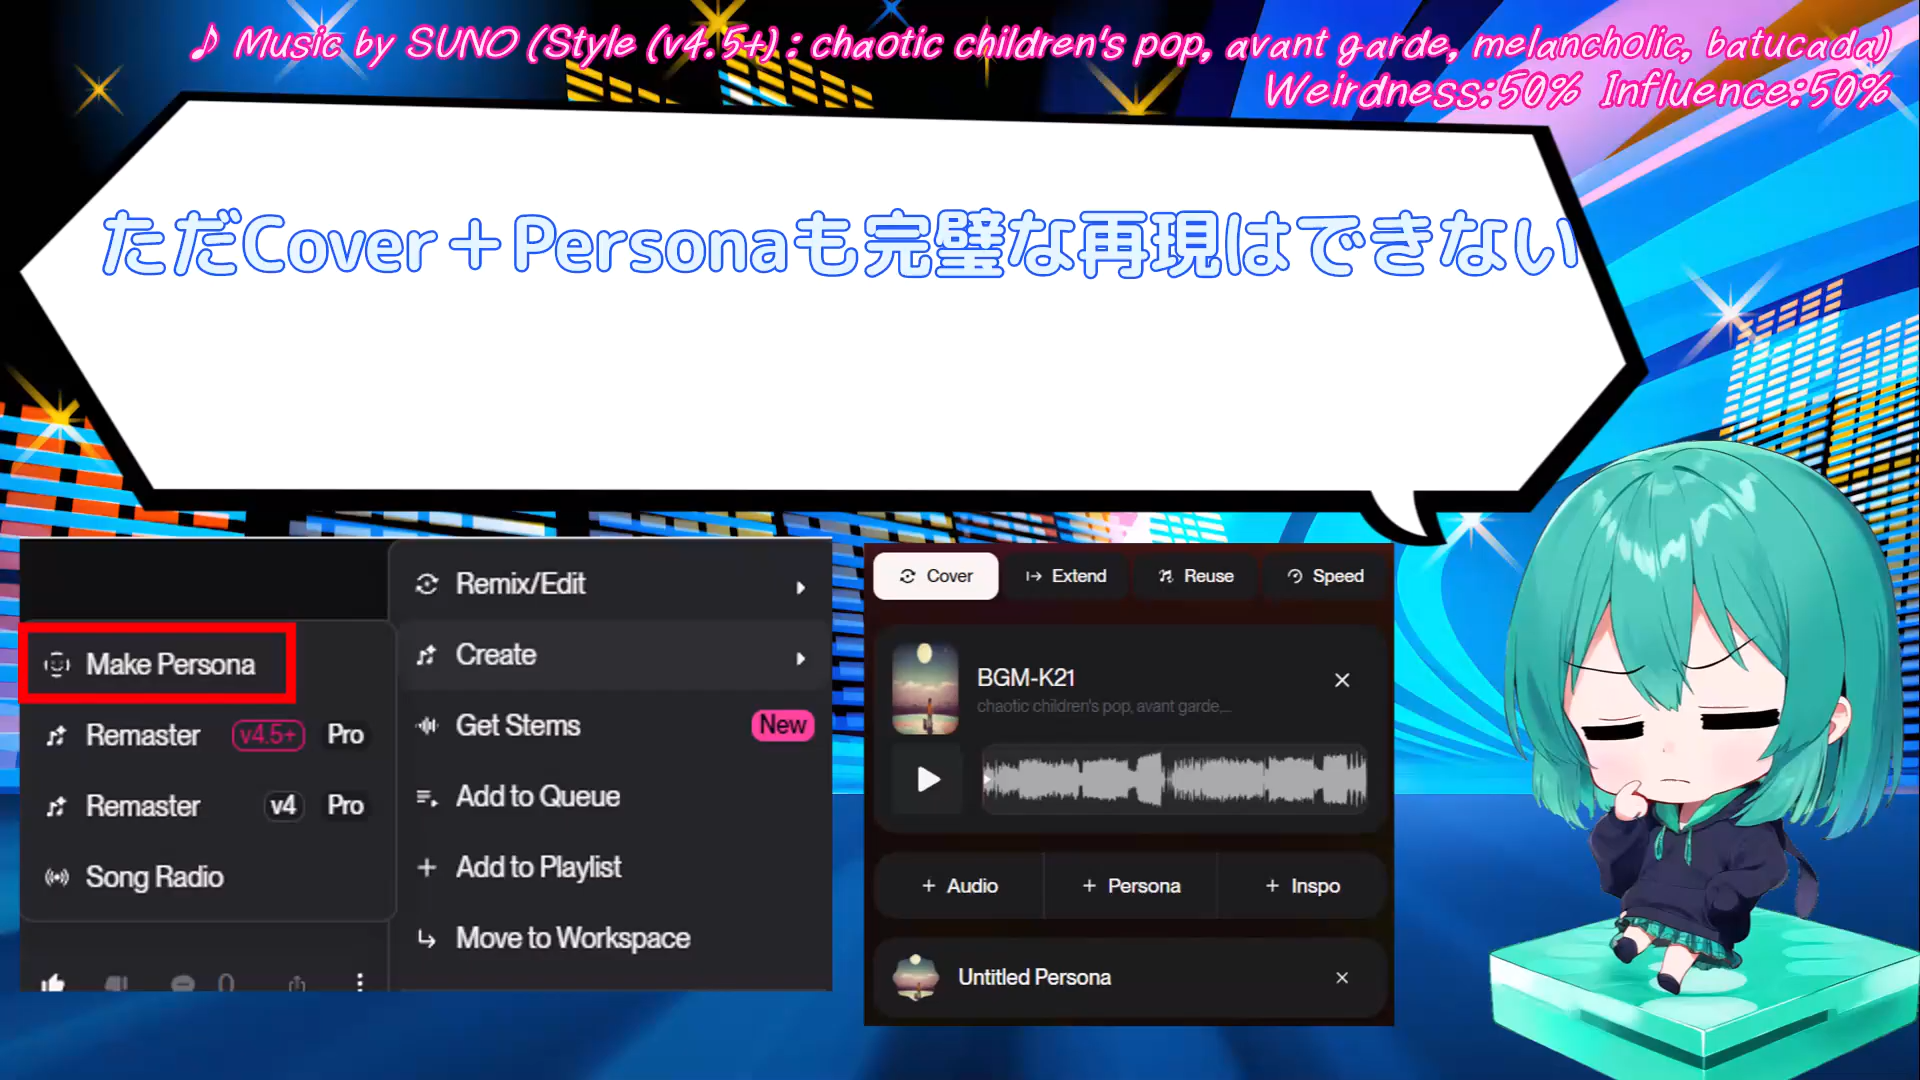 ♪ Music by SUNO (Style (v4.5+) : chaotic children's pop, avant garde, melancholic, batucada)
Weirdness:50% Influence:50%
ただCover＋Personaも完璧な再現はできない
Make Persona
Remaster v4.5+ Pro
Remaster v4 Pro
Song Radio
0
Remix/Edit
Create
Get Stems New
Add to Queue
Add to Playlist
Move to Workspace
Cover Extend Reuse Speed
BGM-K21
chaotic children's pop, avant garde,...
+ Audio + Persona + Inspo
Untitled Persona